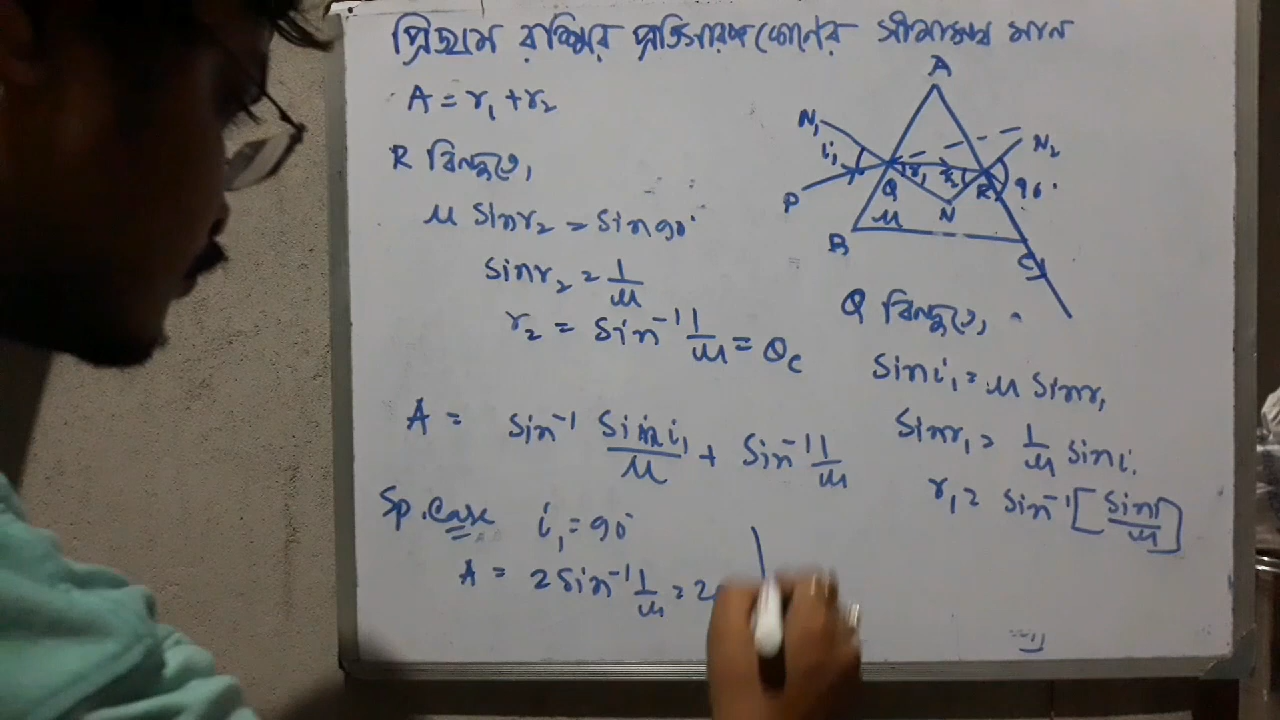 প্রিজমে রশ্মির প্রতিসারক কোণের সীমাস্থ মান
A = r₁ + r₂
R বিন্দুতে,
μ Sin r₂ = Sin 90°
Sin r₂ = 1/μ
r₂ = Sin⁻¹ 1/μ = θc
A = Sin⁻¹ Sin i₁/μ + Sin⁻¹ 1/μ
Sp. Case i₁ = 90°
A = 2 Sin⁻¹ 1/μ = 2
A
N₁
i₁
P
Q
r₁
r₂
R
N₂
90°
N
μ
B
C
Q বিন্দুতে,
Sin i₁ = μ Sin r₁
Sin r₁ = 1/μ Sin i₁
r₁ = Sin⁻¹ [Sin i/μ]